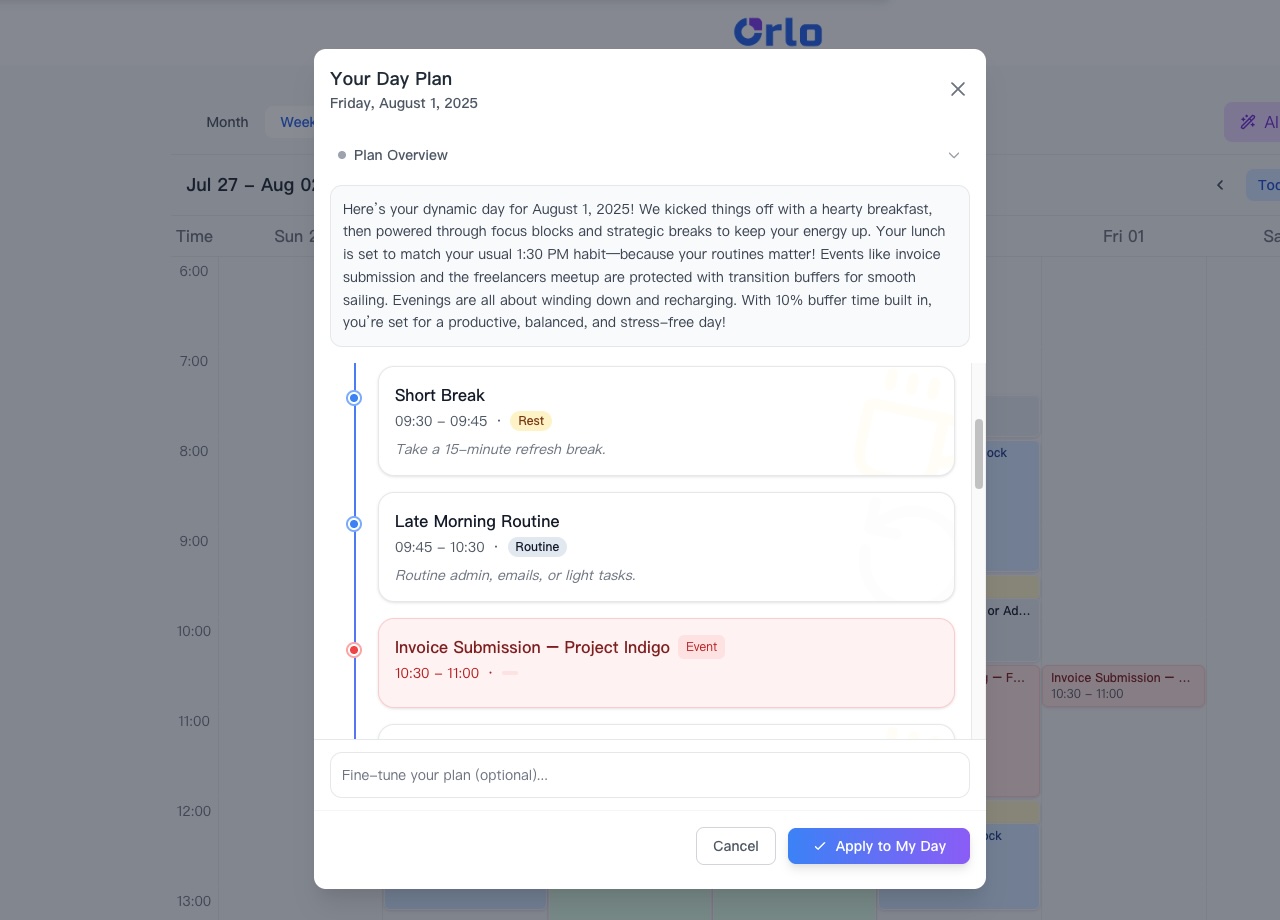 Orlo
Your Day Plan
Friday, August 1, 2025
Month
Week
AI
Plan Overview
Jul 27 – Aug 02
Time
Sun 2
Fri 01
Here's your dynamic day for August 1, 2025! We kicked things off with a hearty breakfast,
then powered through focus blocks and strategic breaks to keep your energy up. Your lunch
is set to match your usual 1:30 PM habit—because your routines matter! Events like invoice
submission and the freelancers meetup are protected with transition buffers for smooth
sailing. Evenings are all about winding down and recharging. With 10% buffer time built in,
you're set for a productive, balanced, and stress-free day!
6:00
7:00
8:00
9:00
10:00
11:00
12:00
13:00
Short Break
09:30 – 09:45 · Rest
Take a 15-minute refresh break.
Late Morning Routine
09:45 – 10:30 · Routine
Routine admin, emails, or light tasks.
Invoice Submission — Project Indigo Event
10:30 – 11:00 ·
ock
or Ad...
— F...
Invoice Submission — ...
10:30 – 11:00
ock
Fine-tune your plan (optional)...
Cancel
Apply to My Day